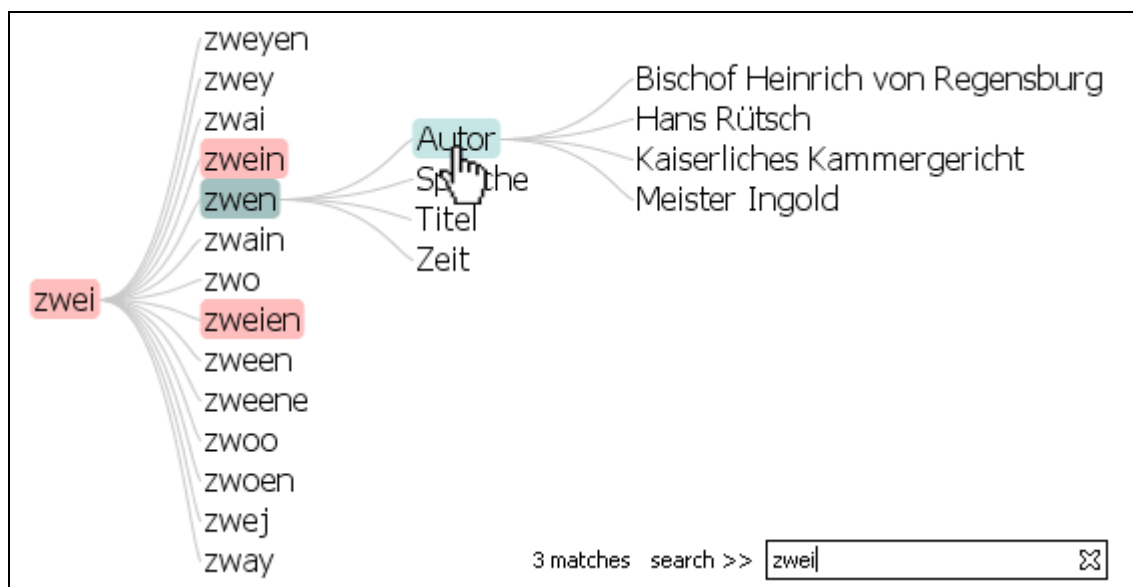 zwei
zweyen
zwey
zwai
zwein
zwen
zwain
zwo
zweien
zween
zweene
zwoo
zwoen
zwej
zway
Autor
Titel
Zeit
Bischof Heinrich von Regensburg
Hans Rütsch
Kaiserliches Kammergericht
Meister Ingold
3 matches search >> zwei